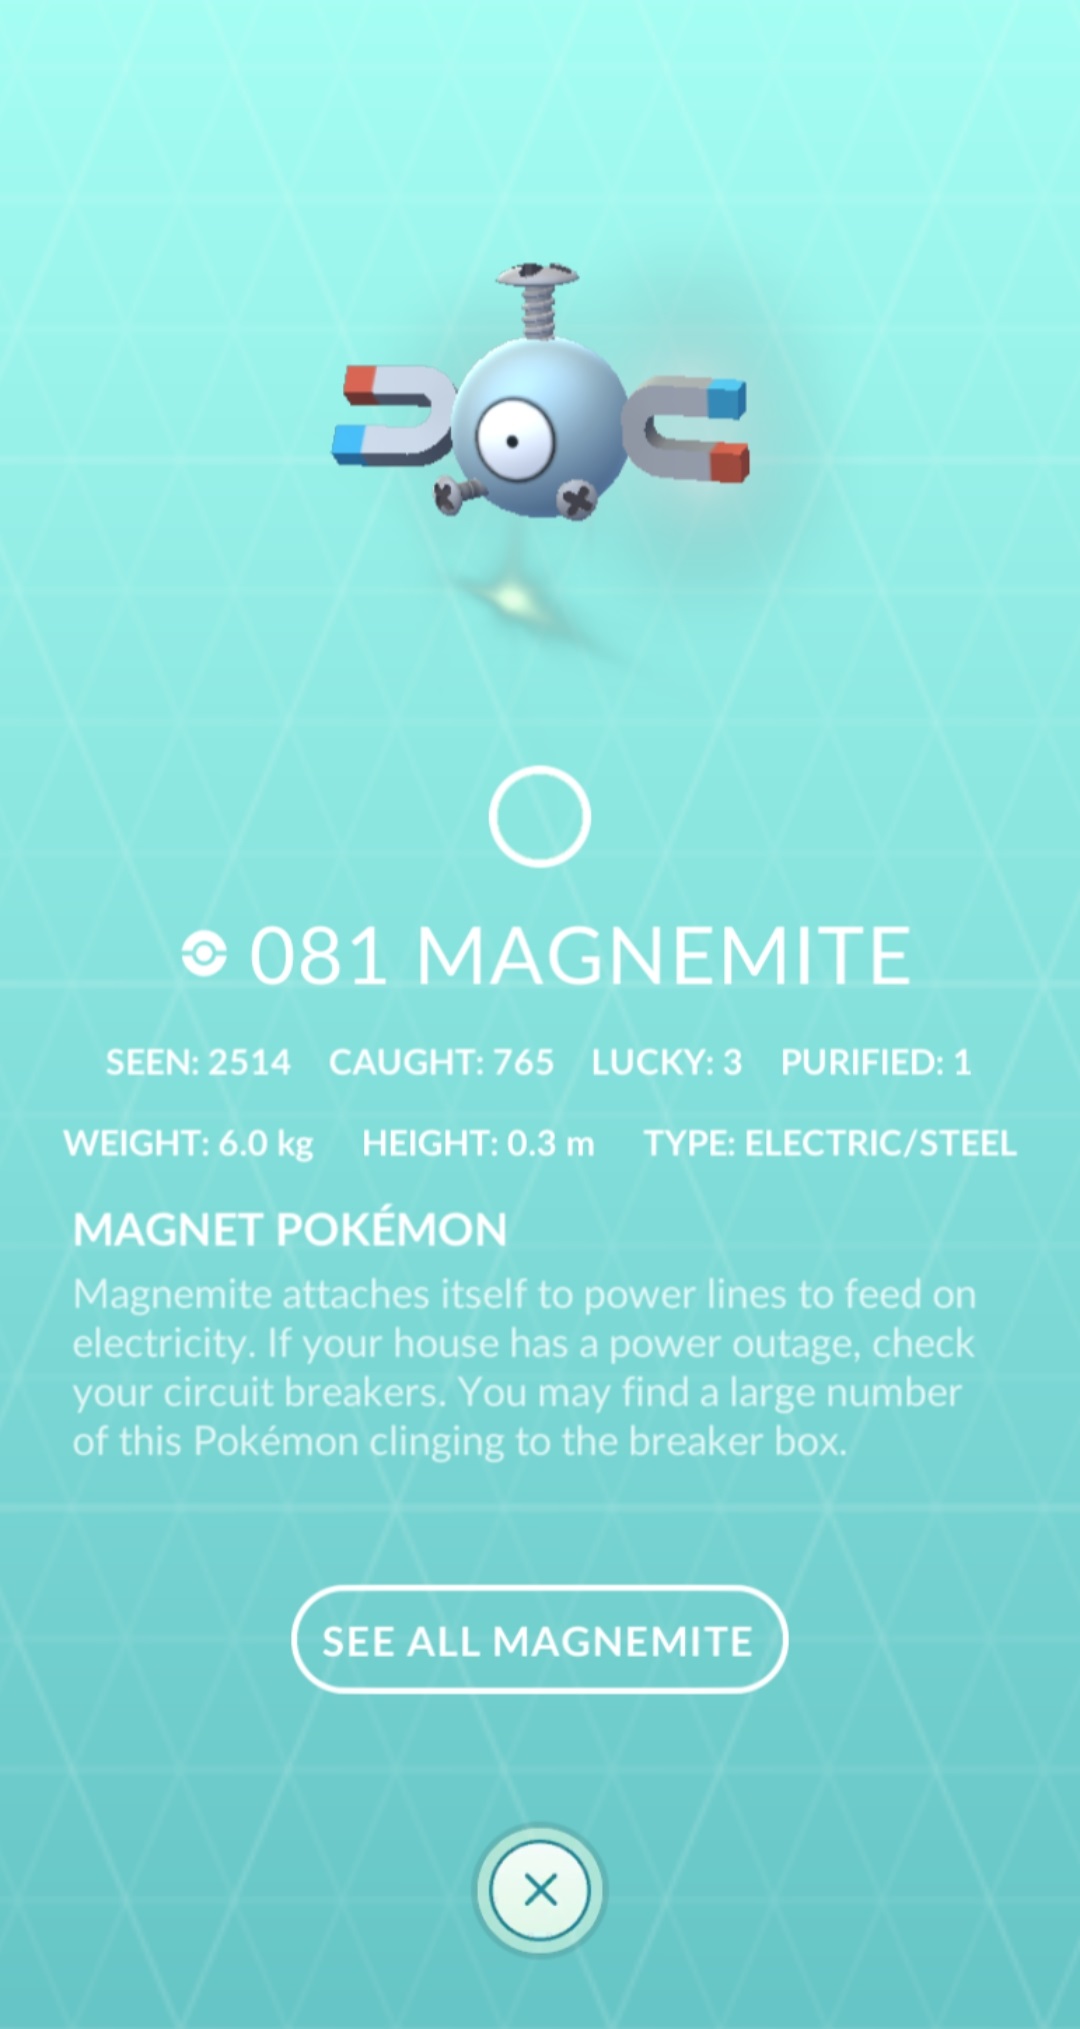 081 MAGNEMITE
SEEN: 2514 CAUGHT: 765 LUCKY: 3 PURIFIED: 1
WEIGHT: 6.0 kg HEIGHT: 0.3 m TYPE: ELECTRIC/STEEL
MAGNET POKÉMON
Magnemite attaches itself to power lines to feed on
electricity. If your house has a power outage, check
your circuit breakers. You may find a large number
of this Pokémon clinging to the breaker box.
SEE ALL MAGNEMITE